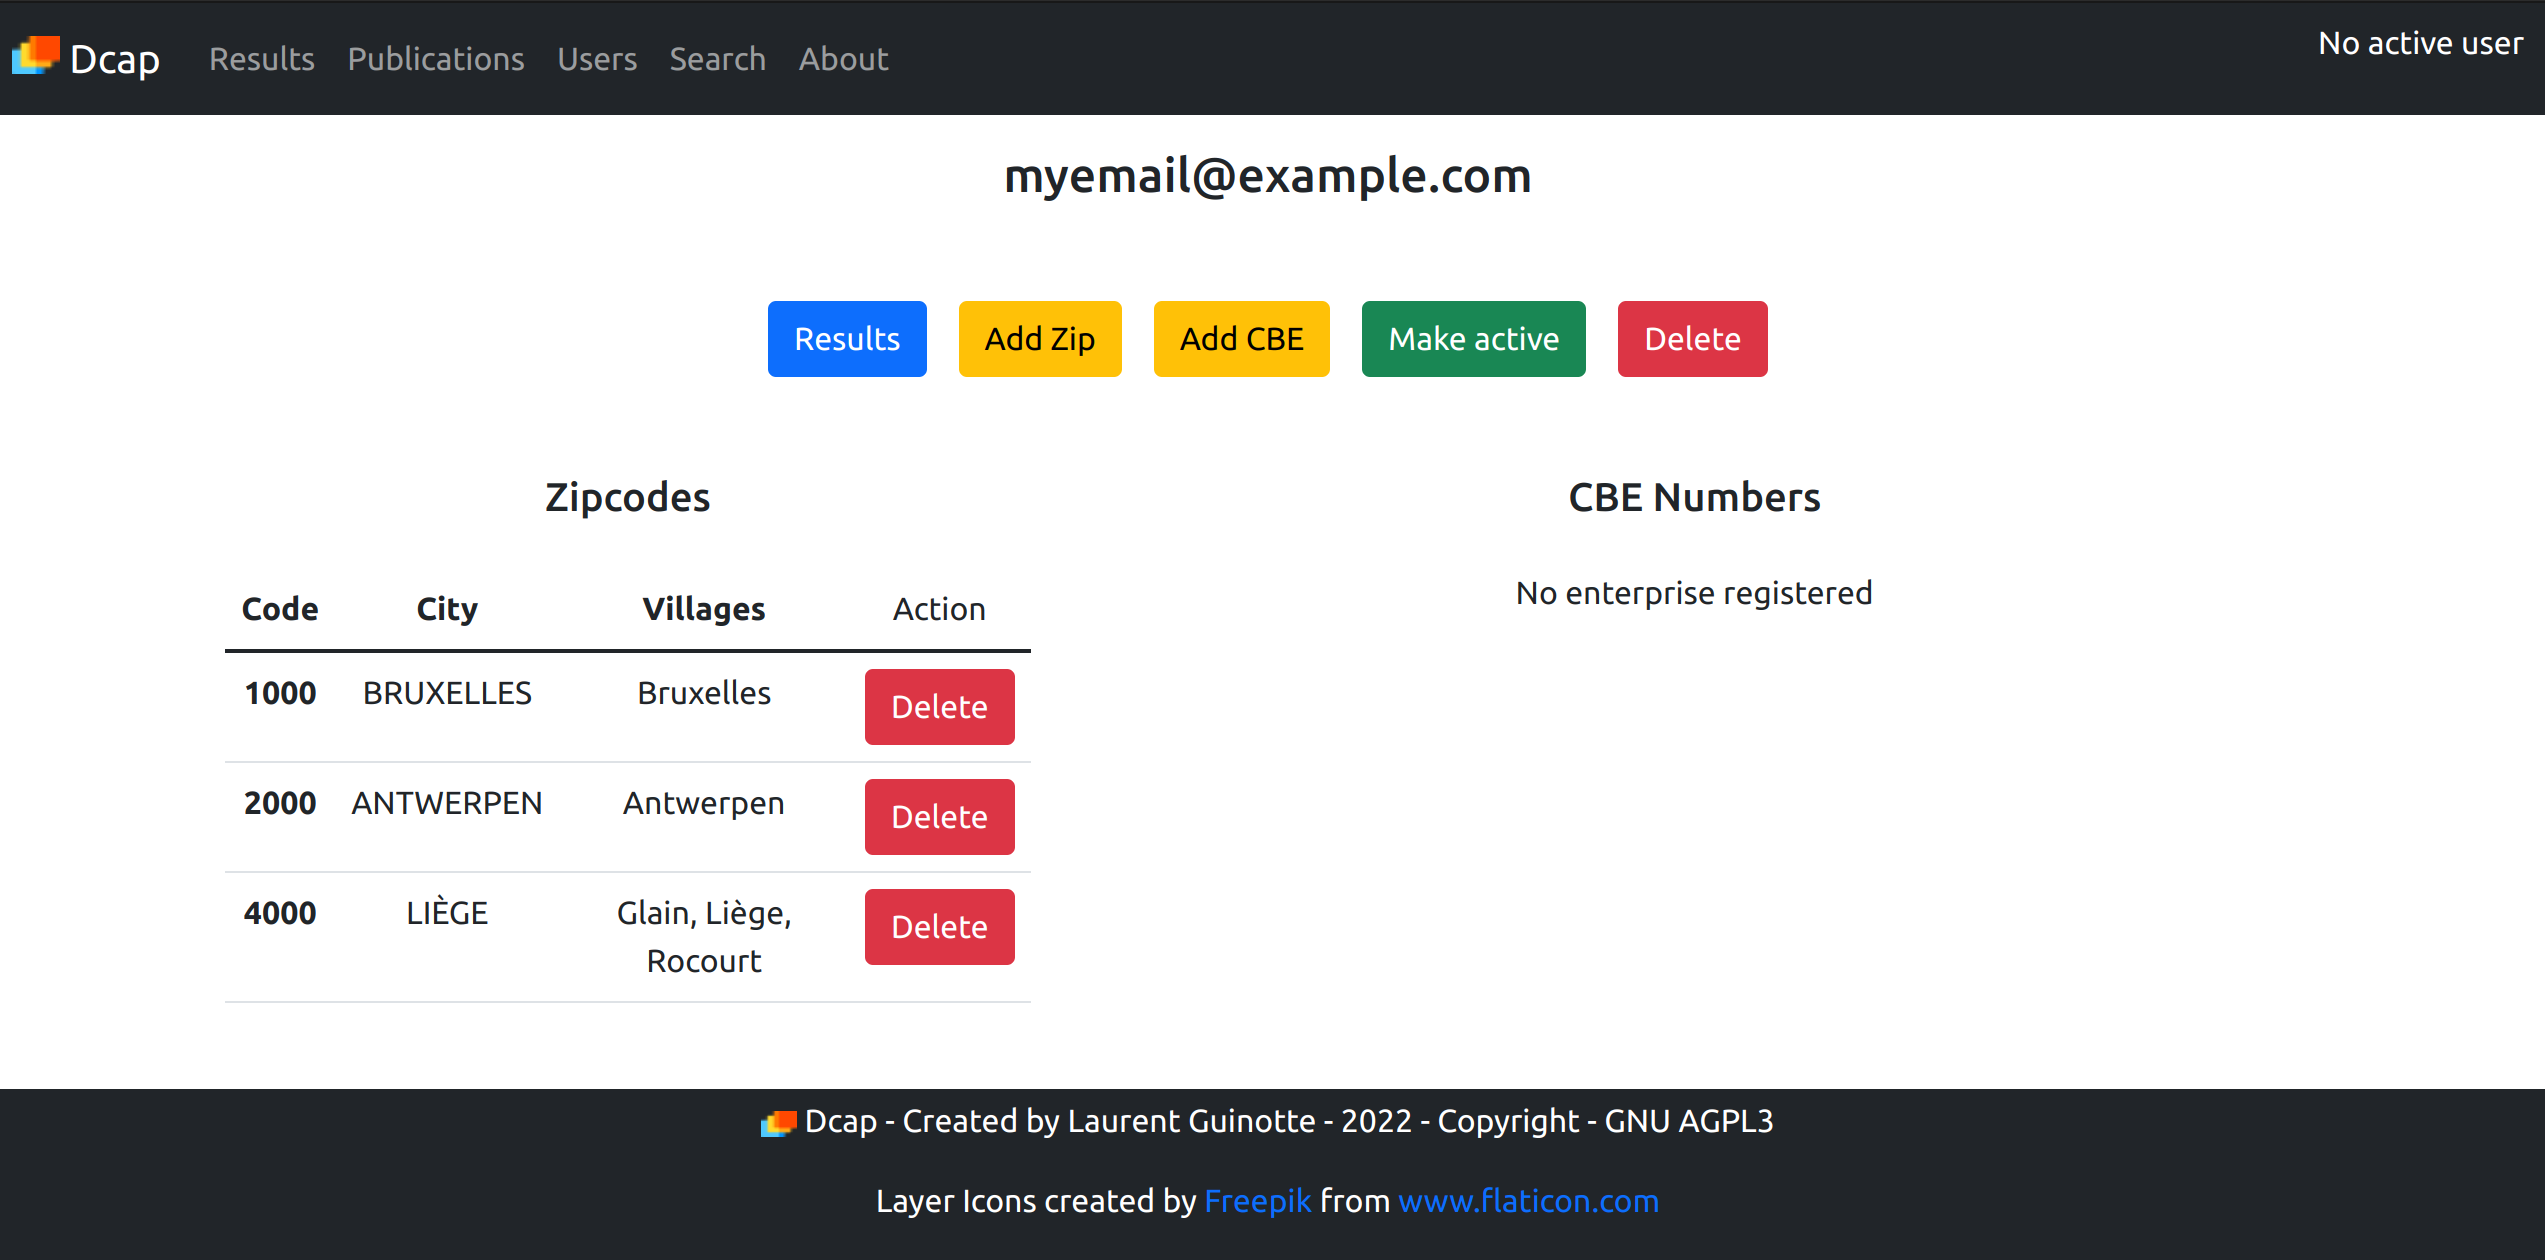 Dcap Results Publications Users Search About No active user
myemail@example.com
Results Add Zip Add CBE Make active Delete
Zipcodes CBE Numbers
No enterprise registered
Code City Villages Action
1000 BRUXELLES Bruxelles Delete
2000 ANTWERPEN Antwerpen Delete
4000 LIÈGE Glain, Liège, Delete
Rocourt
Dcap - Created by Laurent Guinotte - 2022 - Copyright - GNU AGPL3
Layer Icons created by Freepik from www.flaticon.com